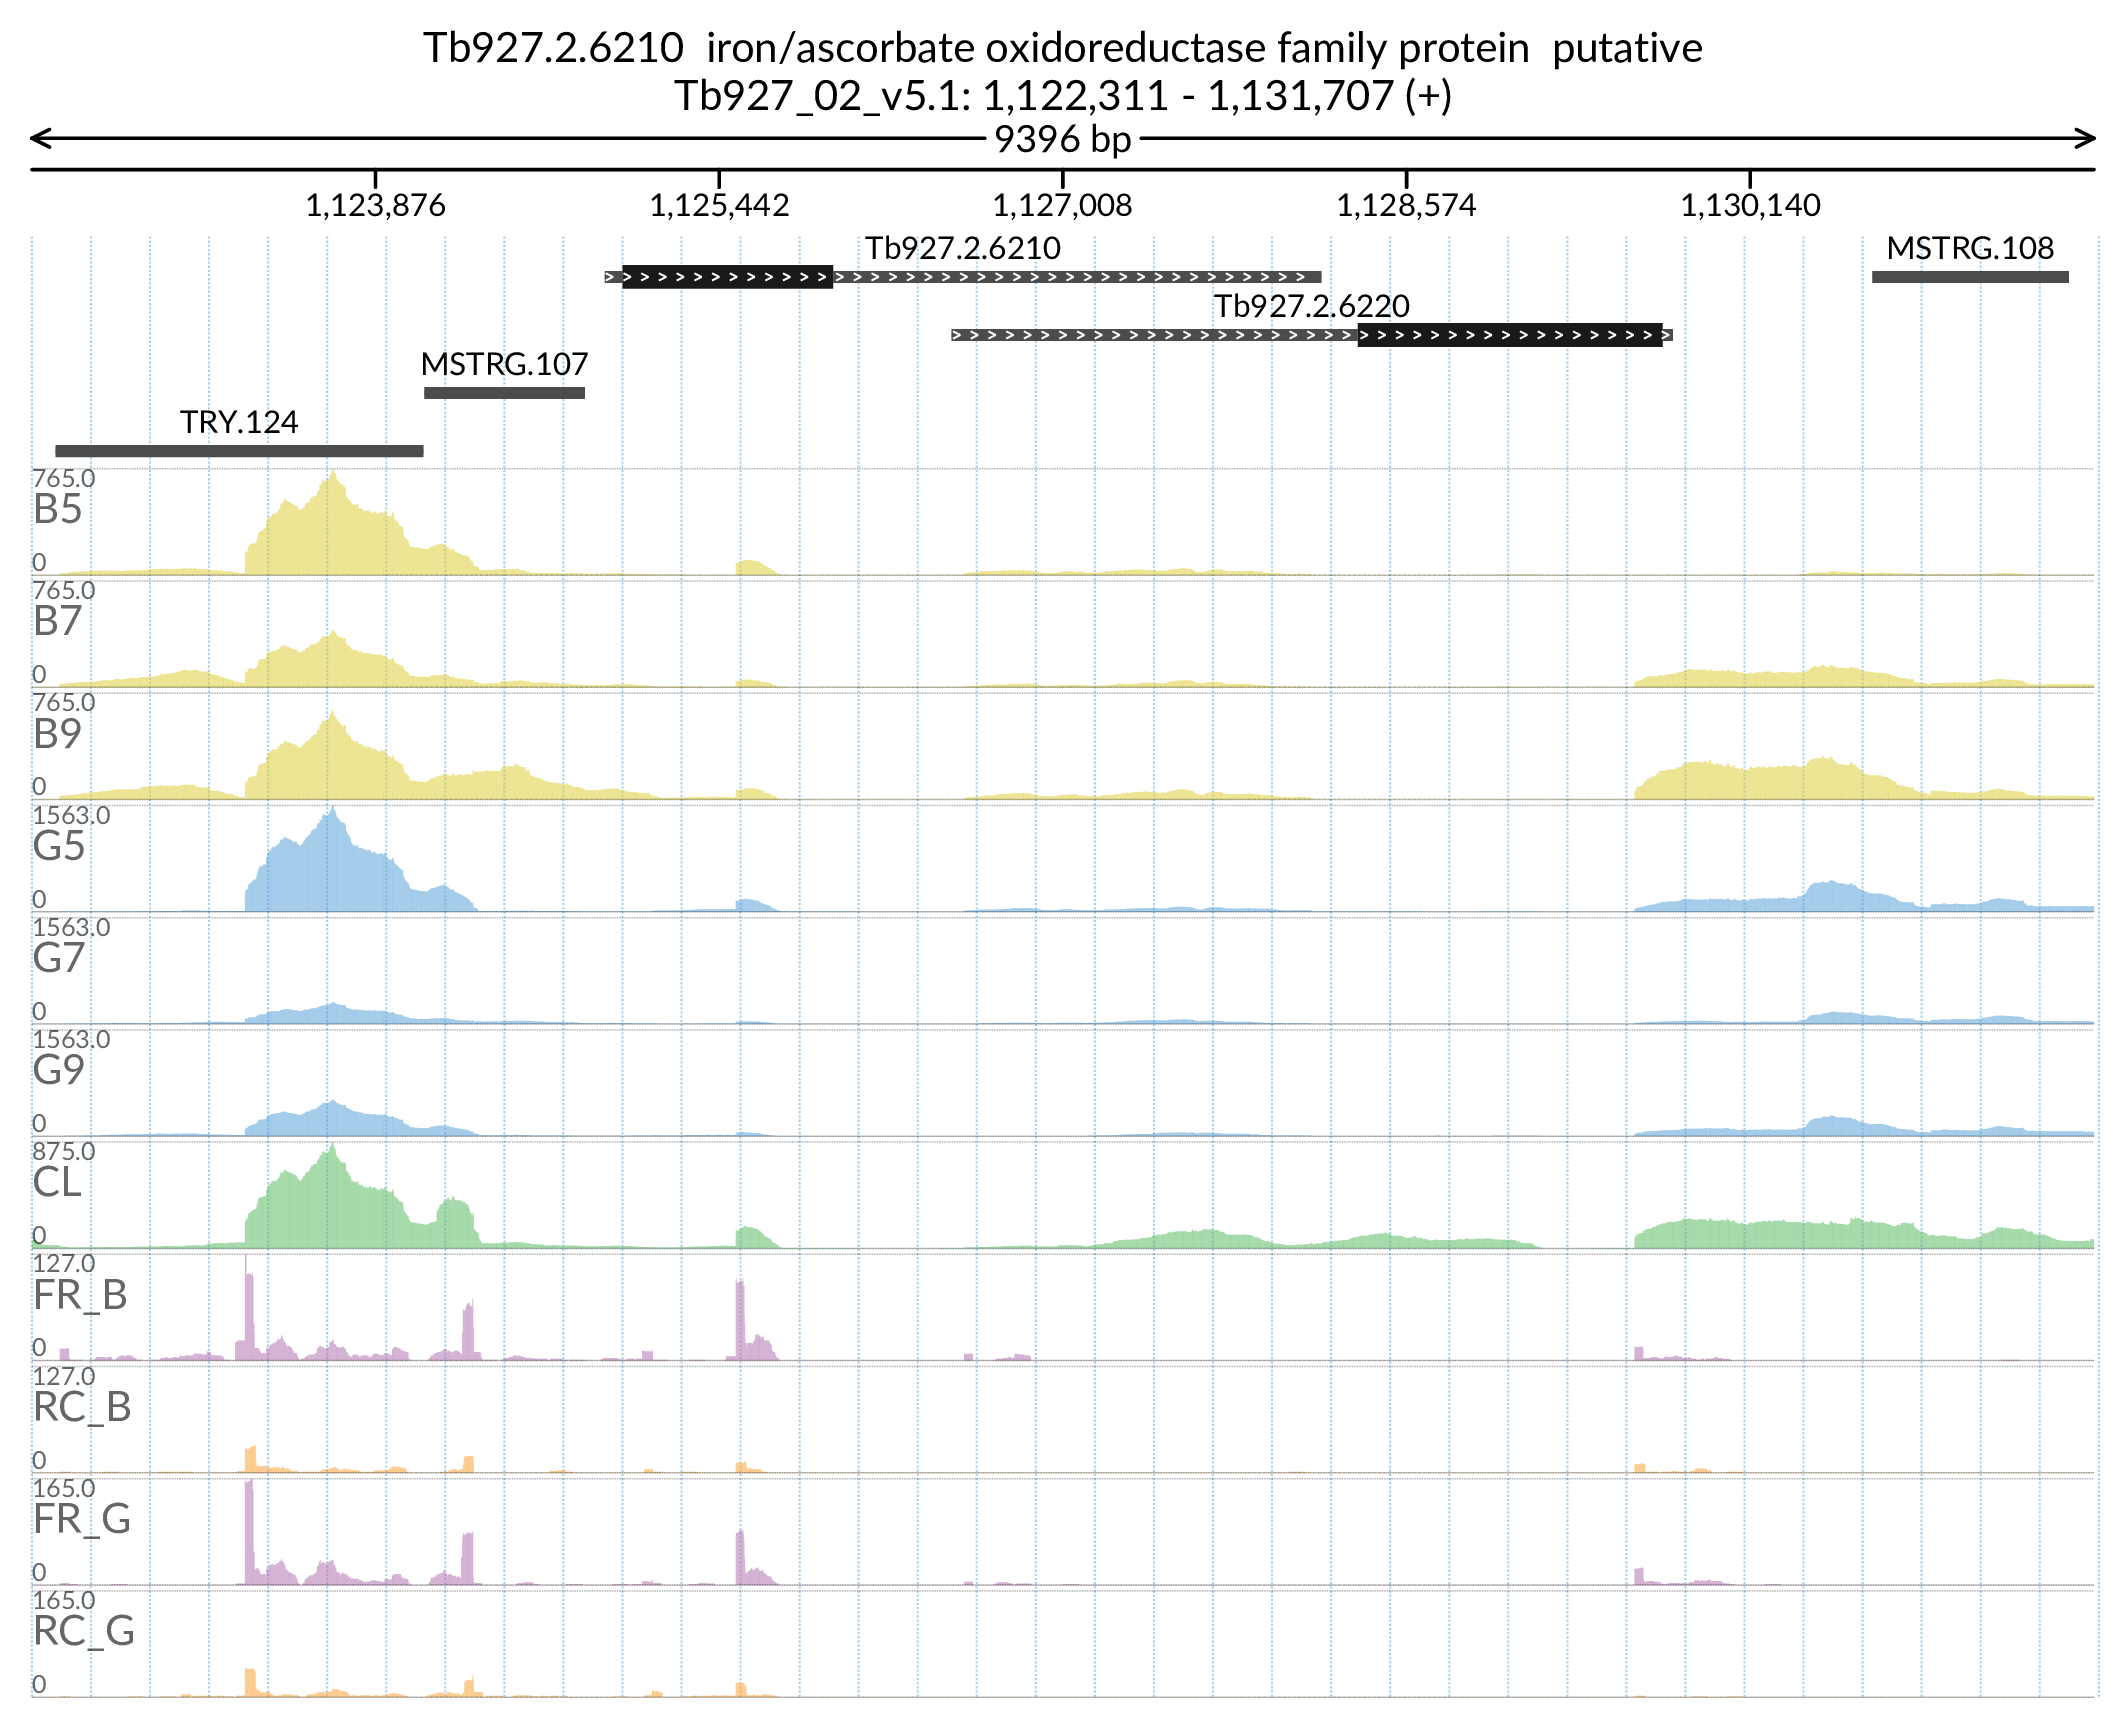 Tb927.2.6210  iron/ascorbate oxidoreductase family protein  putative
Tb927_02_v5.1: 1,122,311 - 1,131,707 (+)
9396 bp
1,123,876 1,125,442 1,127,008 1,128,574 1,130,140
Tb927.2.6210 MSTRG.108
Tb927.2.6220
MSTRG.107
TRY.124
765.0
B5
0
765.0
B7
0
765.0
B9
0
1563.0
G5
0
1563.0
G7
0
1563.0
G9
0
875.0
CL
0
127.0
FR_B
0
127.0
RC_B
0
165.0
FR_G
0
165.0
RC_G
0